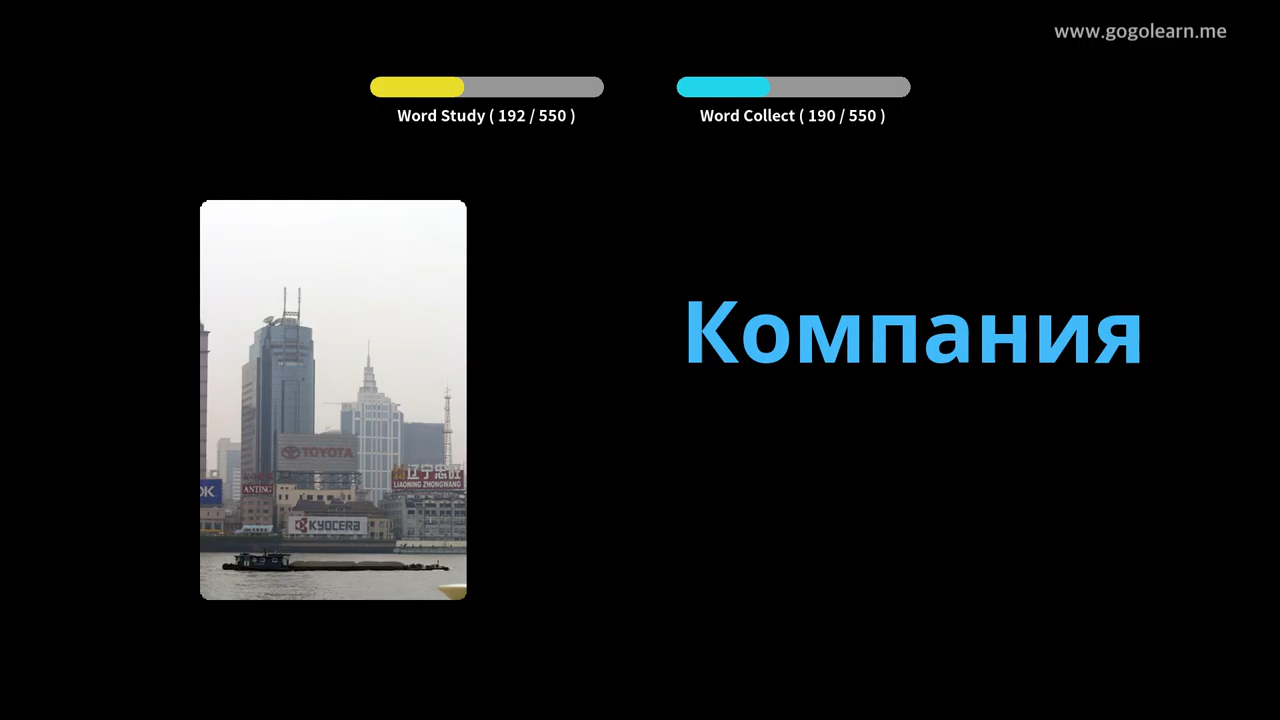 www.gogolearn.me
Word Study ( 192 / 550 )
Word Collect ( 190 / 550 )
Компания
TOYOTA
辽宁忠旺
LIAONING ZHONGWANG
ANTING
KYOCERA